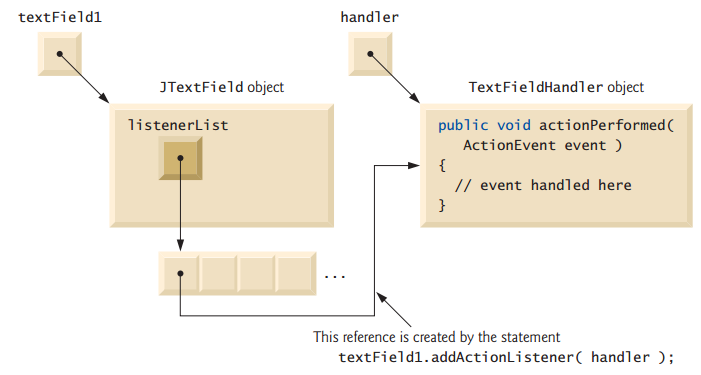 textField1
handler
JTextField object
TextFieldHandler object
listenerList
public void actionPerformed(
ActionEvent event )
{
// event handled here
}
...
This reference is created by the statement
textField1.addActionListener( handler );